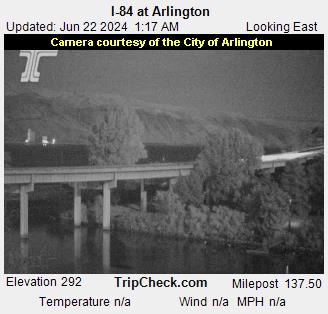 I-84 at Arlington
Updated: Jun 22 2024 1:17 AM Looking East
Camera courtesy of the City of Arlington
Elevation 292 TripCheck.com Milepost 137.50
Temperature n/a Wind n/a MPH n/a